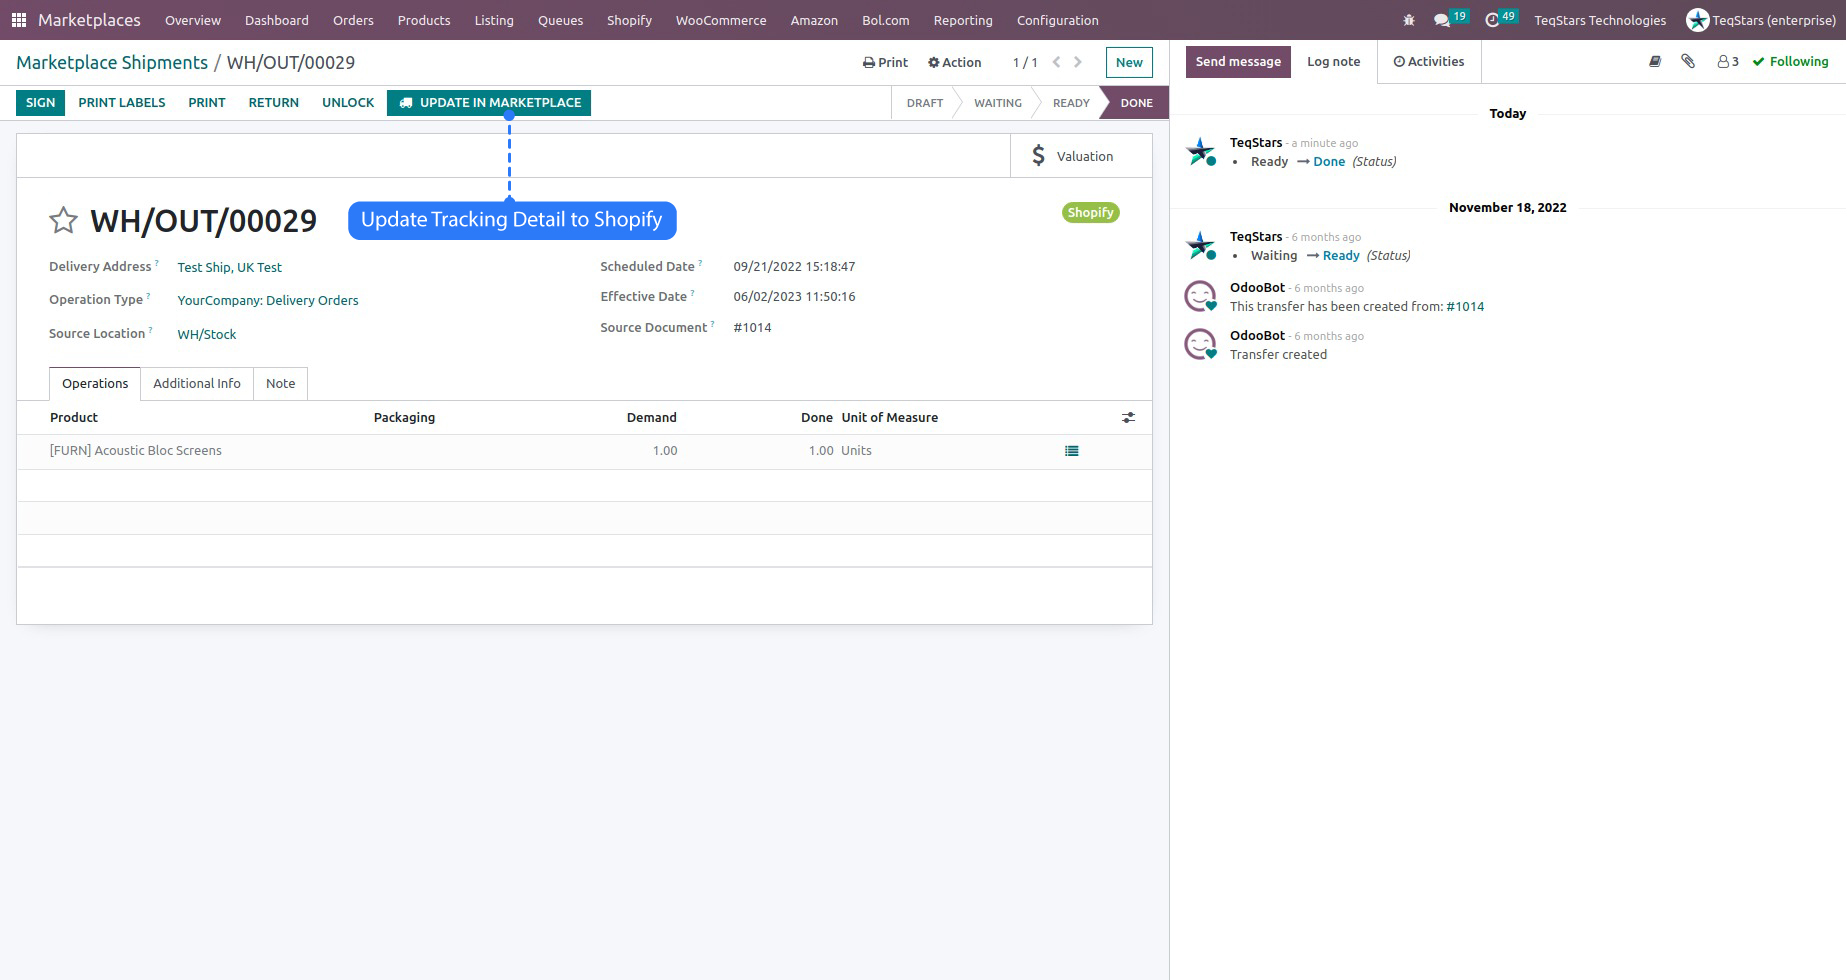 Marketplaces Overview Dashboard Orders Products Listing Queues Shopify WooCommerce Amazon Bol.com Reporting Configuration 19 49 TeqStars Technologies TeqStars (enterprise)
Marketplace Shipments / WH/OUT/00029 Print Action 1 / 1 New
SIGN PRINT LABELS PRINT RETURN UNLOCK UPDATE IN MARKETPLACE DRAFT WAITING READY DONE
$ Valuation
WH/OUT/00029 Update Tracking Detail to Shopify Shopify
Delivery Address ? Test Ship, UK Test Scheduled Date ? 09/21/2022 15:18:47
Operation Type ? YourCompany: Delivery Orders Effective Date ? 06/02/2023 11:50:16
Source Location ? WH/Stock Source Document ? #1014
Operations Additional Info Note
Product Packaging Demand Done Unit of Measure
[FURN] Acoustic Bloc Screens 1.00 1.00 Units
Send message Log note Activities 3 Following
Today
TeqStars - a minute ago
• Ready → Done (Status)
November 18, 2022
TeqStars - 6 months ago
• Waiting → Ready (Status)
OdooBot - 6 months ago
This transfer has been created from: #1014
OdooBot - 6 months ago
Transfer created